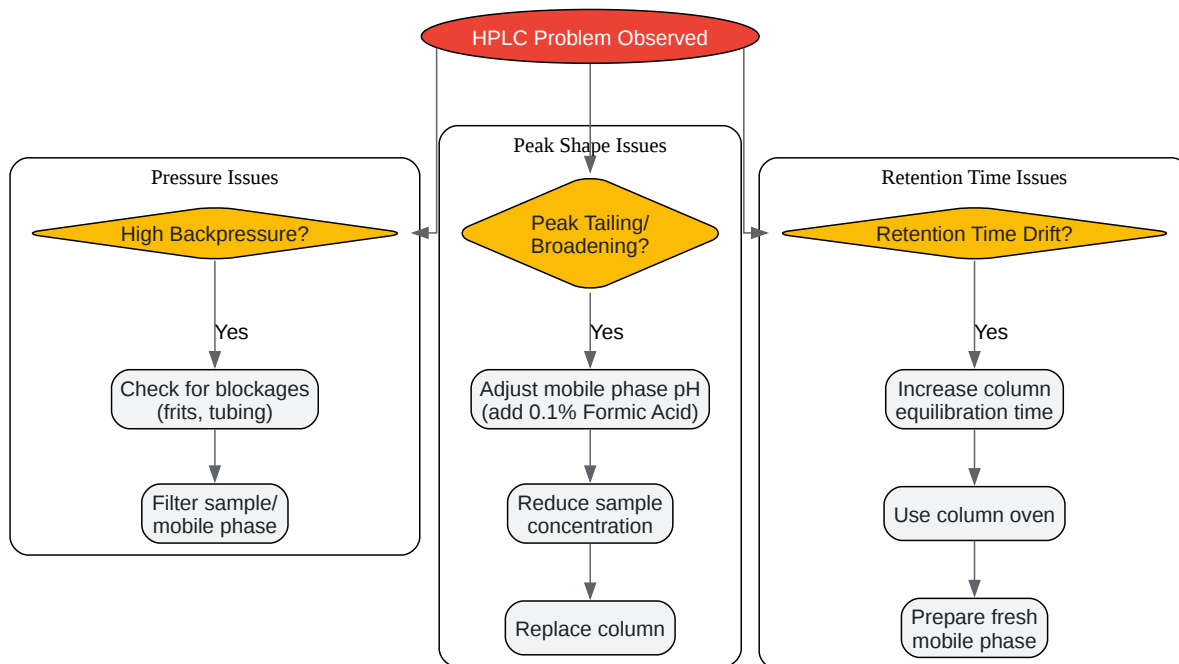 HPLC Problem Observed
Pressure Issues
High Backpressure?
Yes
Check for blockages
(frits, tubing)
Filter sample/
mobile phase
Peak Shape Issues
Peak Tailing/
Broadening?
Yes
Adjust mobile phase pH
(add 0.1% Formic Acid)
Reduce sample
concentration
Replace column
Retention Time Issues
Retention Time Drift?
Yes
Increase column
equilibration time
Use column oven
Prepare fresh
mobile phase